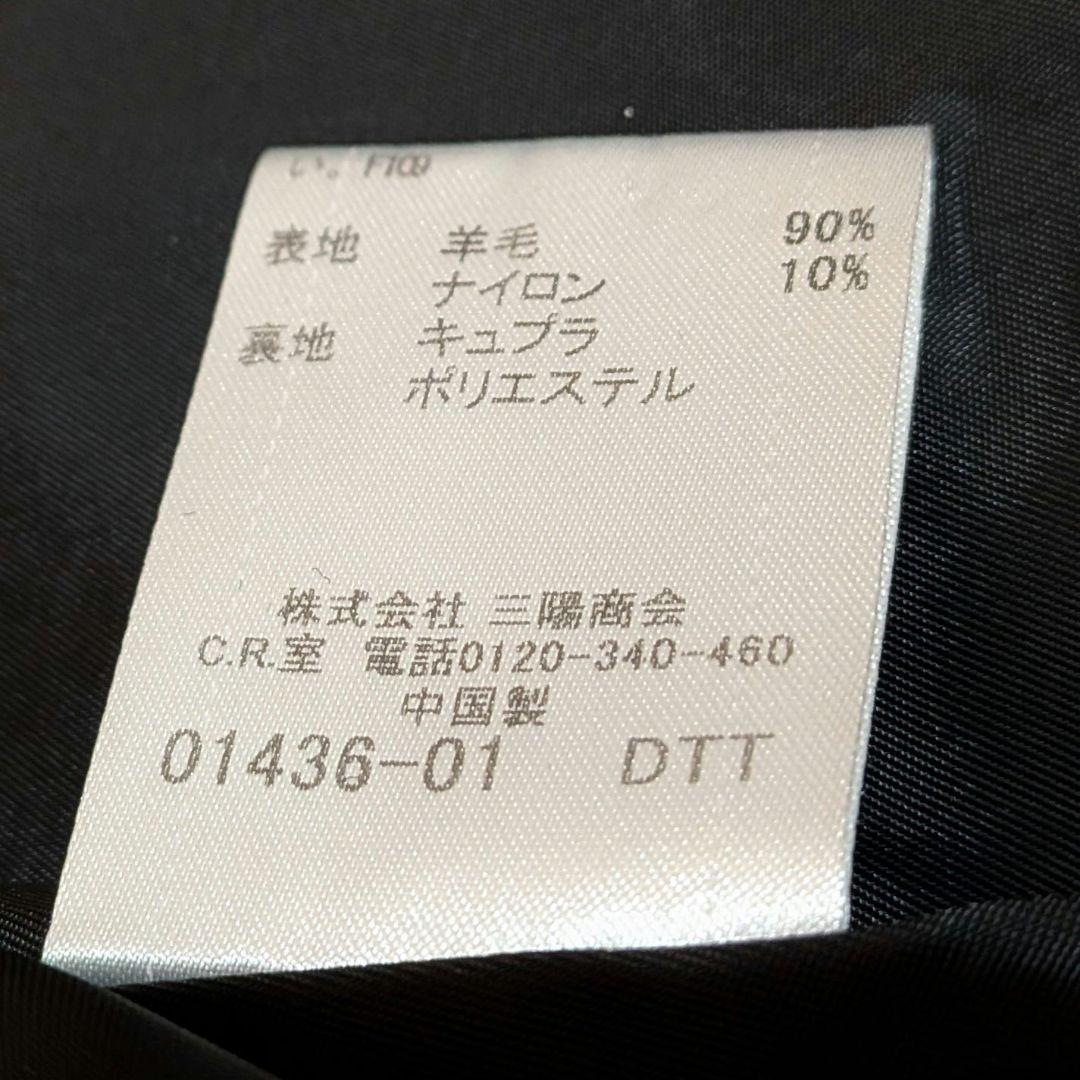 い。F109
表地 羊毛 90%
ナイロン 10%
裏地 キュプラ
ポリエステル
株式会社 三陽商会
C.R.室 電話0120-340-460
中国製
01436-01 DTT